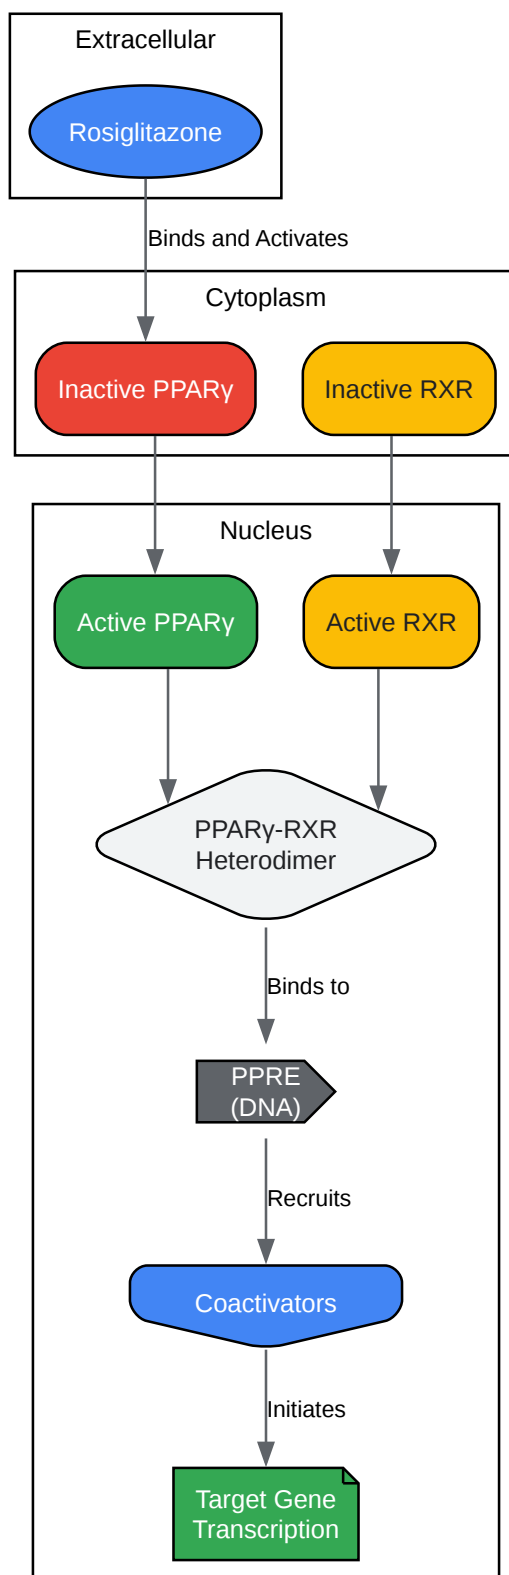 Extracellular
Rosiglitazone
Binds and Activates
Cytoplasm
Inactive PPARγ
Inactive RXR
Nucleus
Active PPARγ
Active RXR
PPARγ-RXR
Heterodimer
Binds to
PPRE
(DNA)
Recruits
Coactivators
Initiates
Target Gene
Transcription